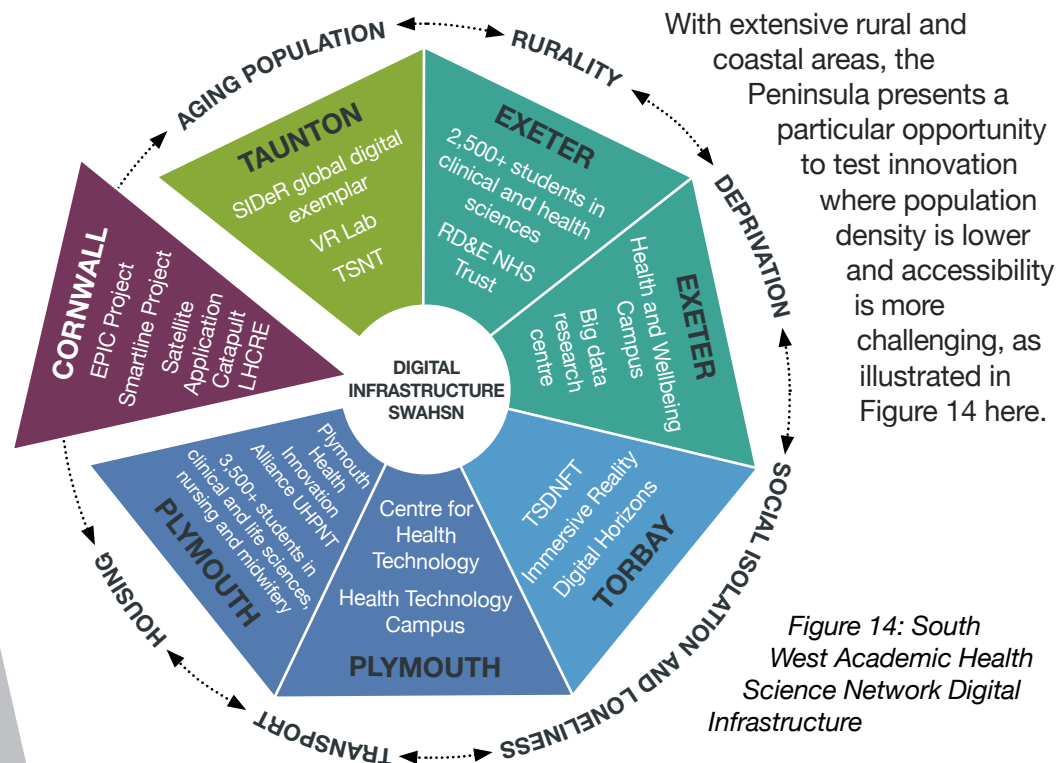 With extensive rural and
coastal areas, the
Peninsula presents a
particular opportunity
to test innovation
where population
density is lower
and accessibility
is more
challenging, as
illustrated in
Figure 14 here.
AGING POPULATION
RURALITY
DEPRIVATION
SOCIAL ISOLATION AND LONELINESS
TRANSPORT
HOUSING
CORNWALL
EPIC Project
Smartline Project
Satellite
Application
Catapult
LHCRE
TAUNTON
SIDeR global digital
exemplar
VR Lab
TSNT
EXETER
2,500+ students in
clinical and health
sciences
RD&E NHS
Trust
EXETER
Health and Wellbeing
Campus
Big data
research
centre
TSDNFT
Immersive Reality
Digital Horizons
TORBAY
Centre for
Health
Technology
Health Technology
Campus
PLYMOUTH
Plymouth
Health
Innovation
Alliance UHPNT
3,500+ students in
clinical and life sciences,
nursing and midwifery
PLYMOUTH
DIGITAL
INFRASTRUCTURE
SWAHSN
Figure 14: South
West Academic Health
Science Network Digital
Infrastructure